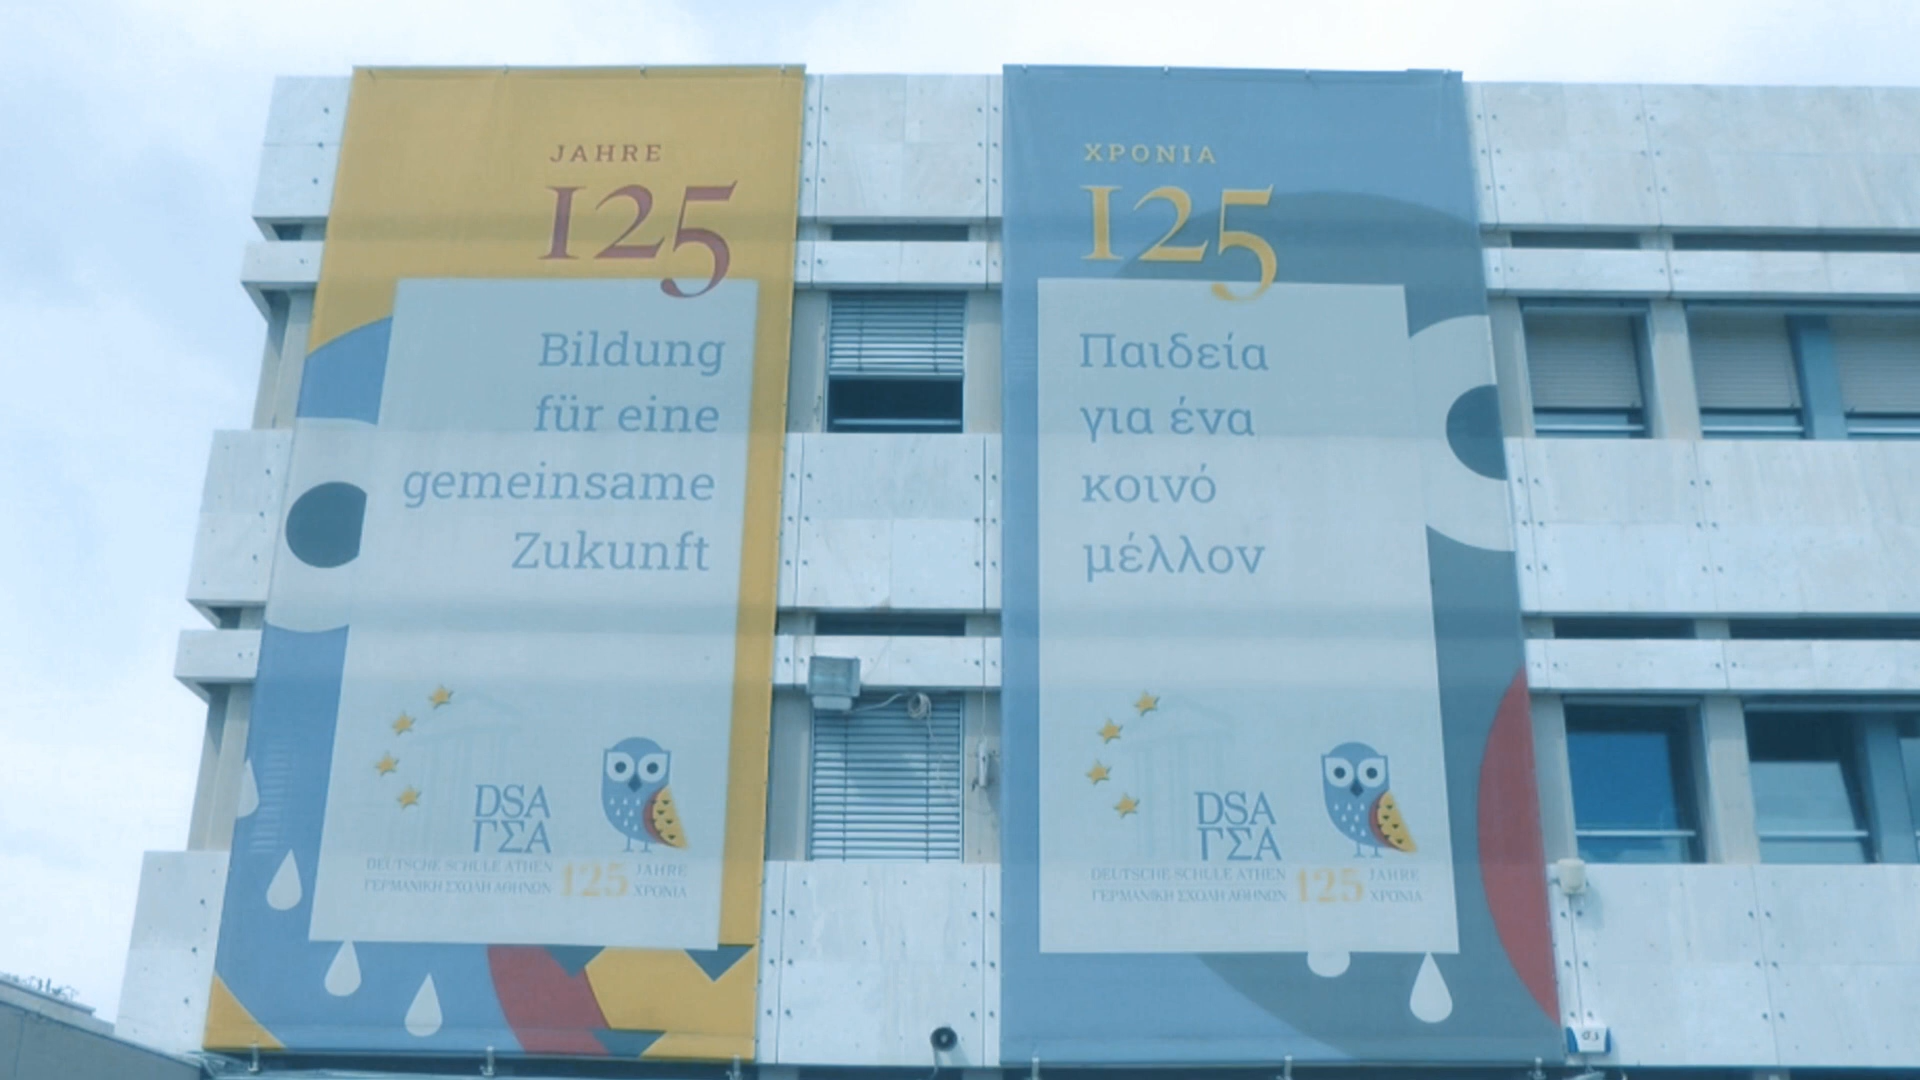 JAHRE
125
Bildung
für eine
gemeinsame
Zukunft
DSA
ΓΣΑ
DEUTSCHE SCHULE ATHEN
ΓΕΡΜΑΝΙΚΗ ΣΧΟΛΗ ΑΘΗΝΩΝ
125
JAHRE
ΧΡΟΝΙΑ
ΧΡΟΝΙΑ
125
Παιδεία
για ένα
κοινό
μέλλον
DSA
ΓΣΑ
DEUTSCHE SCHULE ATHEN
ΓΕΡΜΑΝΙΚΗ ΣΧΟΛΗ ΑΘΗΝΩΝ
125
JAHRE
ΧΡΟΝΙΑ